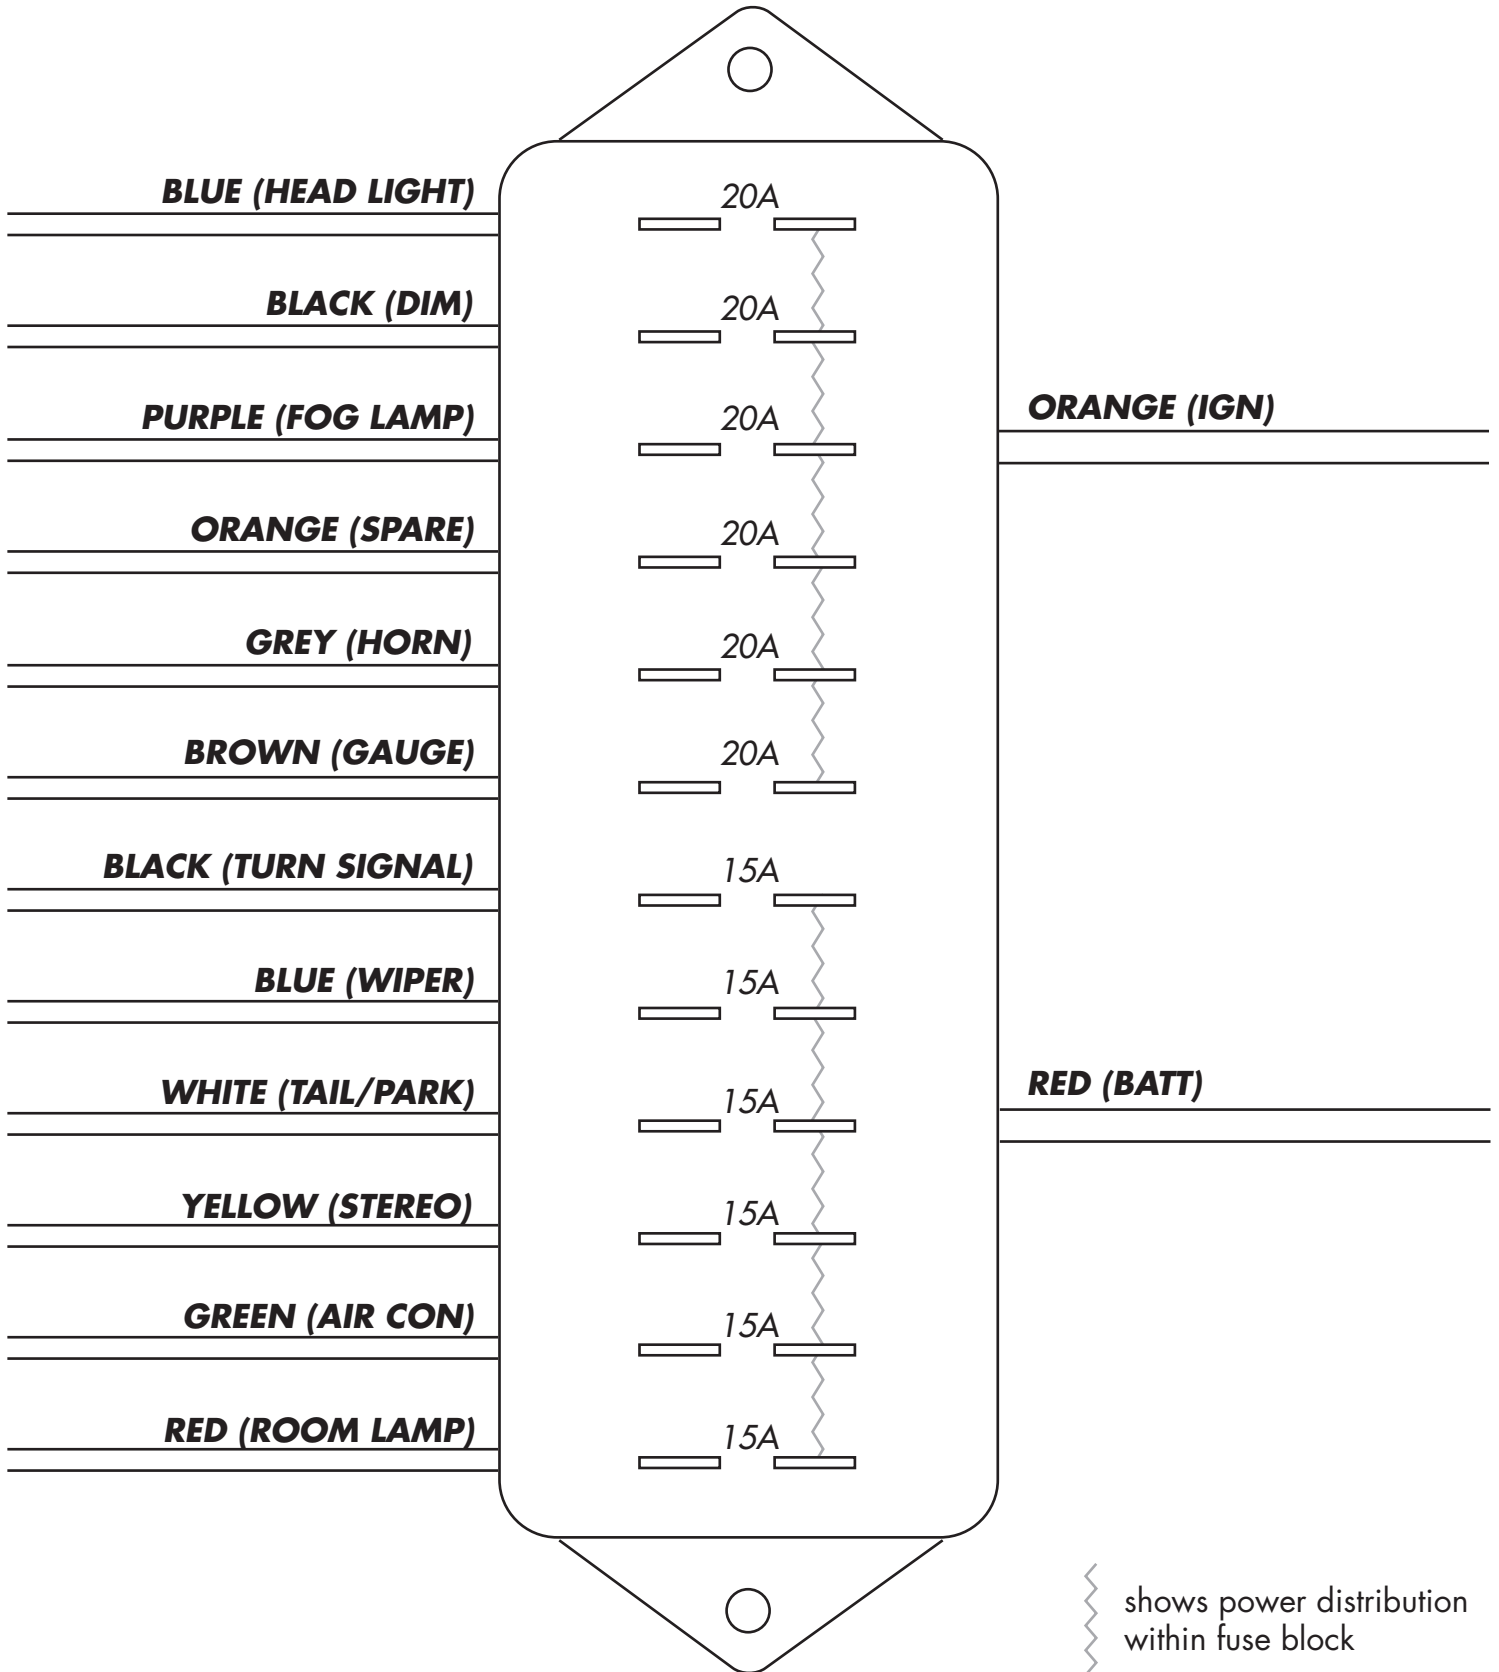 BLUE (HEAD LIGHT)
20A
BLACK (DIM)
20A
PURPLE (FOG LAMP)
20A
ORANGE (IGN)
ORANGE (SPARE)
20A
GREY (HORN)
20A
BROWN (GAUGE)
20A
BLACK (TURN SIGNAL)
15A
BLUE (WIPER)
15A
WHITE (TAIL/PARK)
15A
RED (BATT)
YELLOW (STEREO)
15A
GREEN (AIR CON)
15A
RED (ROOM LAMP)
15A
shows power distribution
within fuse block